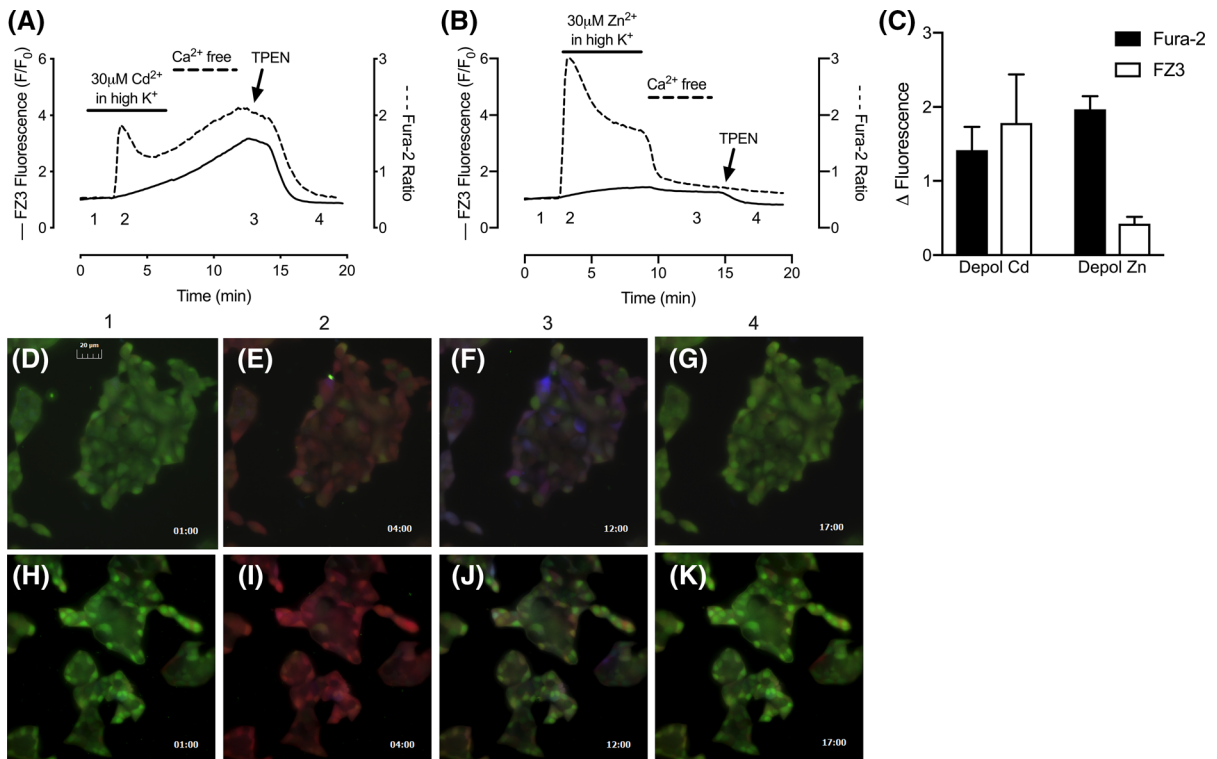 (A)
— FZ3 Fluorescence (F/F₀)
6
4
2
0
30μM Cd²⁺
in high K⁺
Ca²⁺ free
TPEN
1 2 3 4
3
2
1
0
--- Fura-2 Ratio
0 5 10 15 20
Time (min)
(B)
— FZ3 Fluorescence (F/F₀)
6
4
2
0
30μM Zn²⁺
in high K⁺
Ca²⁺ free
TPEN
1 2 3 4
3
2
1
0
--- Fura-2 Ratio
0 5 10 15 20
Time (min)
(C)
Δ Fluorescence
3
2
1
0
Fura-2
FZ3
Depol Cd Depol Zn
1 2 3 4
(D)
20 μm
01:00
(E)
04:00
(F)
12:00
(G)
17:00
(H)
01:00
(I)
04:00
(J)
12:00
(K)
17:00